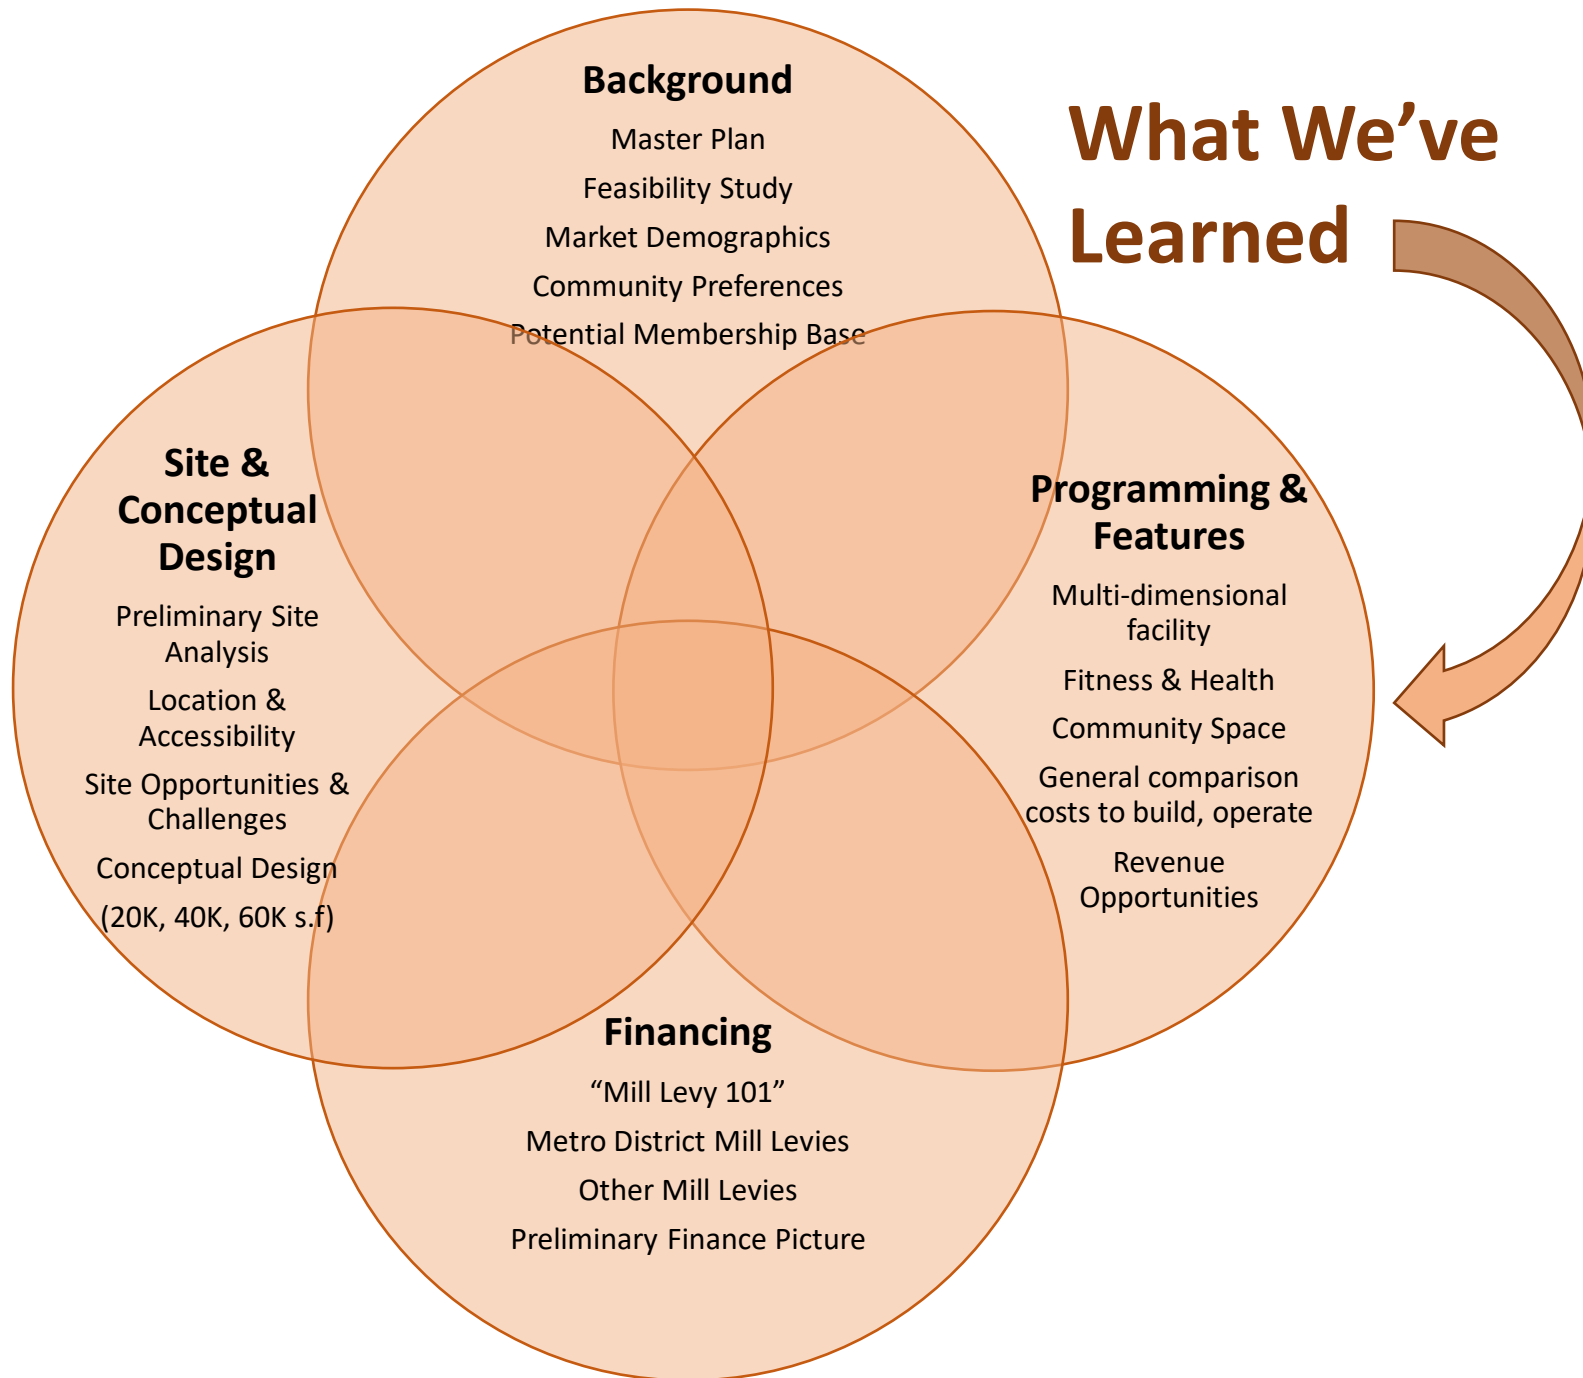 What We’ve
Learned
Background
Master Plan
Feasibility Study
Market Demographics
Community Preferences
Potential Membership Base
Site &
Conceptual
Design
Preliminary Site
Analysis
Location &
Accessibility
Site Opportunities &
Challenges
Conceptual Design
(20K, 40K, 60K s.f)
Programming &
Features
Multi-dimensional
facility
Fitness & Health
Community Space
General comparison
costs to build, operate
Revenue
Opportunities
Financing
“Mill Levy 101”
Metro District Mill Levies
Other Mill Levies
Preliminary Finance Picture